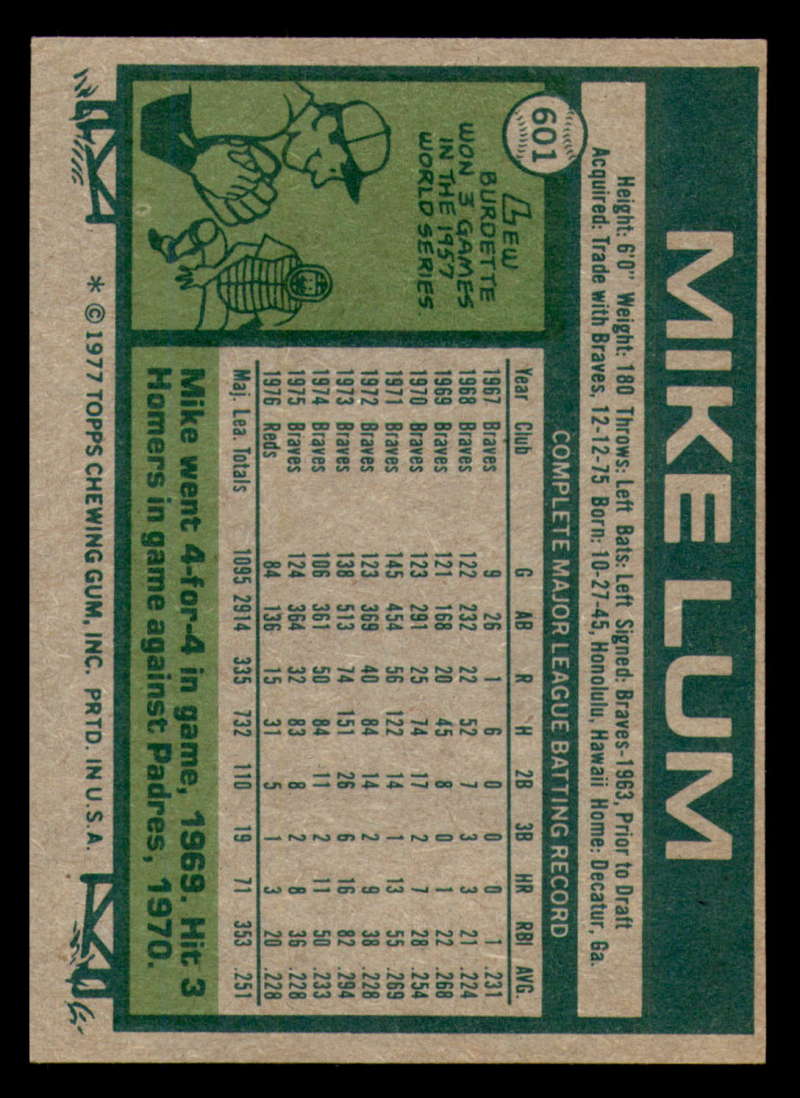 601
MIKE LUM
Height: 6'0" Weight: 180 Throws: Left Bats: Left Signed: Braves-1963, Prior to Draft
Acquired: Trade with Braves, 12-12-75 Born: 10-27-45, Honolulu, Hawaii Home: Decatur, Ga.
LEW
BURDETTE
WON 3 GAMES
IN THE 1957
WORLD SERIES
COMPLETE MAJOR LEAGUE BATTING RECORD
Year Club G AB R H 2B 3B HR RBI AVG.
1967 Braves 9 26 1 6 0 0 0 1 .231
1968 Braves 122 232 22 52 7 3 3 21 .224
1969 Braves 121 168 20 45 8 0 1 22 .268
1970 Braves 123 291 25 74 17 2 7 28 .254
1971 Braves 145 454 56 122 14 1 13 55 .269
1972 Braves 123 369 40 84 14 2 9 38 .228
1973 Braves 138 513 74 151 26 6 16 82 .294
1974 Braves 106 361 50 84 11 2 11 50 .233
1975 Braves 124 364 32 83 8 2 8 36 .228
1976 Reds 84 136 15 31 5 1 3 20 .228
Maj. Lea. Totals 1095 2914 335 732 110 19 71 353 .251
Mike went 4-for-4 in game, 1969. Hit 3
Homers in game against Padres, 1970.
* © 1977 TOPPS CHEWING GUM, INC. PRTD. IN U.S.A.